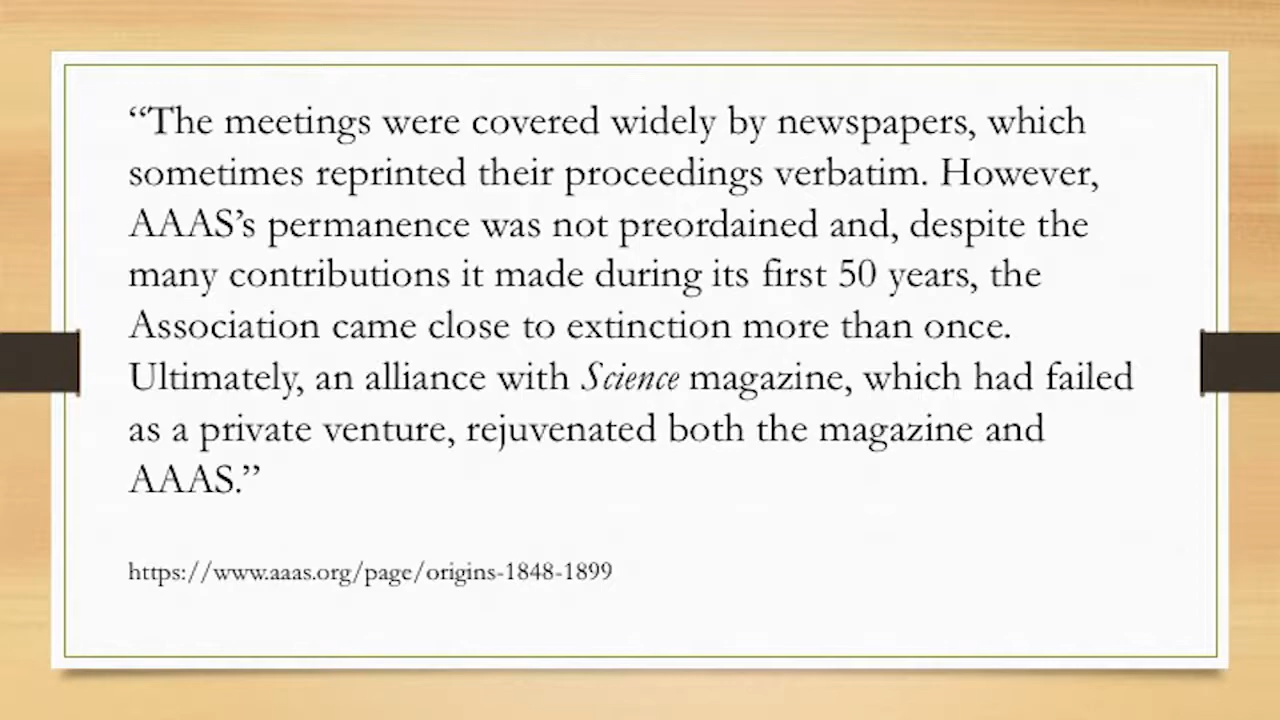 “The meetings were covered widely by newspapers, which
sometimes reprinted their proceedings verbatim. However,
AAAS’s permanence was not preordained and, despite the
many contributions it made during its first 50 years, the
Association came close to extinction more than once.
Ultimately, an alliance with Science magazine, which had failed
as a private venture, rejuvenated both the magazine and
AAAS.”
https://www.aaas.org/page/origins-1848-1899